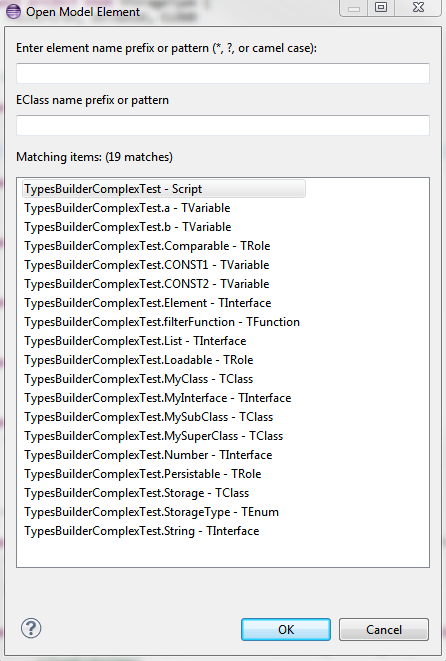 Open Model Element
Enter element name prefix or pattern (*, ?, or camel case):
EClass name prefix or pattern
Matching items: (19 matches)
TypesBuilderComplexTest - Script
TypesBuilderComplexTest.a - TVariable
TypesBuilderComplexTest.b - TVariable
TypesBuilderComplexTest.Comparable - TRole
TypesBuilderComplexTest.CONST1 - TVariable
TypesBuilderComplexTest.CONST2 - TVariable
TypesBuilderComplexTest.Element - TInterface
TypesBuilderComplexTest.filterFunction - TFunction
TypesBuilderComplexTest.List - TInterface
TypesBuilderComplexTest.Loadable - TRole
TypesBuilderComplexTest.MyClass - TClass
TypesBuilderComplexTest.MyInterface - TInterface
TypesBuilderComplexTest.MySubClass - TClass
TypesBuilderComplexTest.MySuperClass - TClass
TypesBuilderComplexTest.Number - TInterface
TypesBuilderComplexTest.Persistable - TRole
TypesBuilderComplexTest.Storage - TClass
TypesBuilderComplexTest.StorageType - TEnum
TypesBuilderComplexTest.String - TInterface
?
OK
Cancel